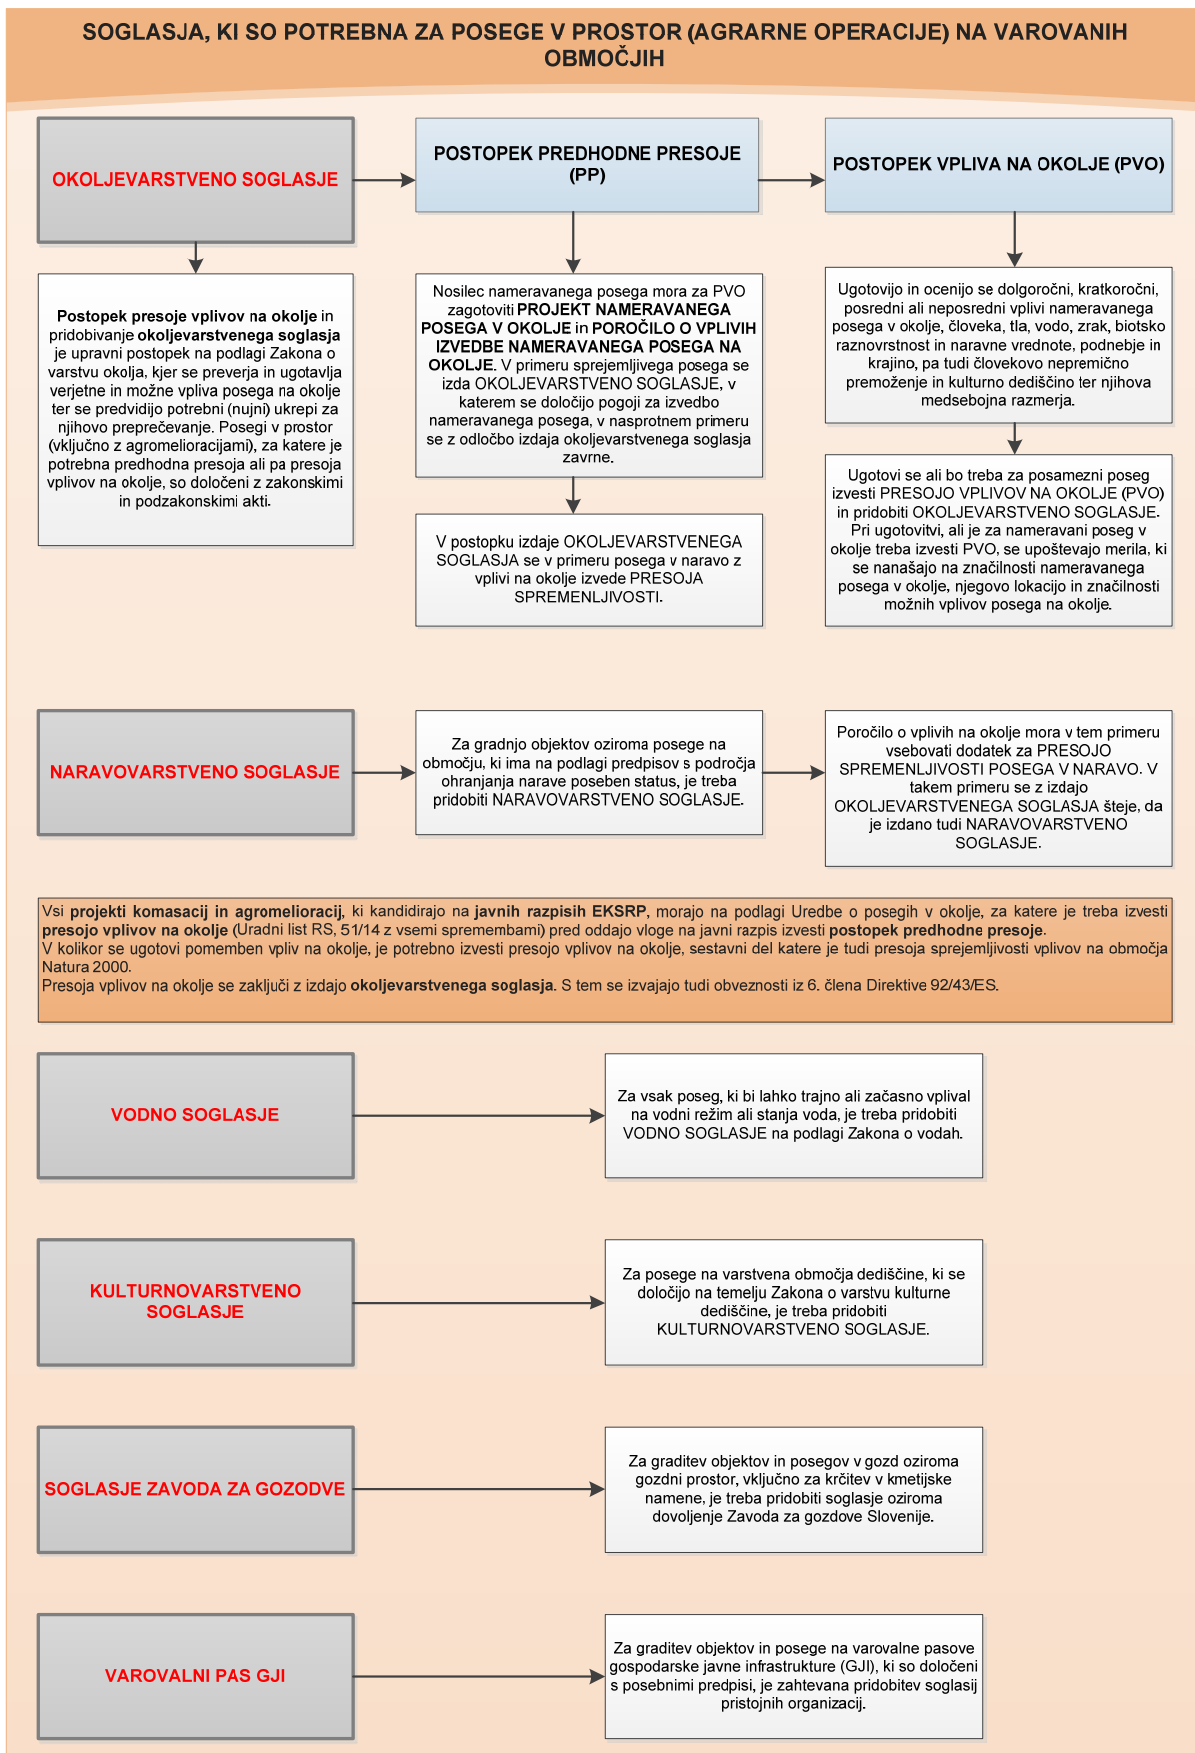 SOGLASJA, KI SO POTREBNA ZA POSEGE V PROSTOR (AGRARNE OPERACIJE) NA VAROVANIH
OBMOČJIH
OKOLJEVARSTVENO SOGLASJE
POSTOPEK PREDHODNE PRESOJE
(PP)
POSTOPEK VPLIVA NA OKOLJE (PVO)
Postopek presoje vplivov na okolje in
pridobivanje okoljevarstvenega soglasja
je upravni postopek na podlagi Zakona o
varstvu okolja, kjer se preverja in ugotavlja
verjetne in možne vpliva posega na okolje
ter se predvidijo potrebni (nujni) ukrepi za
njihovo preprečevanje. Posegi v prostor
(vključno z agromelioracijami), za katere je
potrebna predhodna presoja ali pa presoja
vplivov na okolje, so določeni z zakonskimi
in podzakonskimi akti.
Nosilec nameravanega posega mora za PVO
zagotoviti PROJEKT NAMERAVANEGA
POSEGA V OKOLJE in POROČILO O VPLIVIH
IZVEDBE NAMERAVANEGA POSEGA NA
OKOLJE. V primeru sprejemljivega posega se
izda OKOLJEVARSTVENO SOGLASJE, v
katerem se določijo pogoji za izvedbo
nameravanega posega, v nasprotnem primeru
se z odločbo izdaja okoljevarstvenega soglasja
zavrne.
V postopku izdaje OKOLJEVARSTVENEGA
SOGLASJA se v primeru posega v naravo z
vplivi na okolje izvede PRESOJA
SPREMENLJIVOSTI.
Ugotovijo in ocenijo se dolgoročni, kratkoročni,
posredni ali neposredni vplivi nameravanega
posega v okolje, človeka, tla, vodo, zrak, biotsko
raznovrstnost in naravne vrednote, podnebje in
krajino, pa tudi človekovo nepremično
premoženje in kulturno dediščino ter njihova
medsebojna razmerja.
Ugotovi se ali bo treba za posamezni poseg
izvesti PRESOJO VPLIVOV NA OKOLJE (PVO)
in pridobiti OKOLJEVARSTVENO SOGLASJE.
Pri ugotovitvi, ali je za nameravani poseg v
okolje treba izvesti PVO, se upoštevajo merila, ki
se nanašajo na značilnosti nameravanega
posega v okolje, njegovo lokacijo in značilnosti
možnih vplivov posega na okolje.
NARAVOVARSTVENO SOGLASJE
Za gradnjo objektov oziroma posege na
območju, ki ima na podlagi predpisov s področja
ohranjanja narave poseben status, je treba
pridobiti NARAVOVARSTVENO SOGLASJE.
Poročilo o vplivih na okolje mora v tem primeru
vsebovati dodatek za PRESOJO
SPREMENLJIVOSTI POSEGA V NARAVO. V
takem primeru se z izdajo
OKOLJEVARSTVENEGA SOGLASJA šteje, da
je izdano tudi NARAVOVARSTVENO
SOGLASJE.
Vsi projekti komasacij in agromelioracij, ki kandidirajo na javnih razpisih EKSRP, morajo na podlagi Uredbe o posegih v okolje, za katere je treba izvesti
presojo vplivov na okolje (Uradni list RS, 51/14 z vsemi spremembami) pred oddajo vloge na javni razpis izvesti postopek predhodne presoje.
V kolikor se ugotovi pomemben vpliv na okolje, je potrebno izvesti presojo vplivov na okolje, sestavni del katere je tudi presoja sprejemljivosti vplivov na območja
Natura 2000.
Presoja vplivov na okolje se zaključi z izdajo okoljevarstvenega soglasja. S tem se izvajajo tudi obveznosti iz 6. člena Direktive 92/43/ES.
VODNO SOGLASJE
Za vsak poseg, ki bi lahko trajno ali začasno vplival
na vodni režim ali stanja voda, je treba pridobiti
VODNO SOGLASJE na podlagi Zakona o vodah.
KULTURNOVARSTVENO
SOGLASJE
Za posege na varstvena območja dediščine, ki se
določijo na temelju Zakona o varstvu kulturne
dediščine, je treba pridobiti
KULTURNOVARSTVENO SOGLASJE.
SOGLASJE ZAVODA ZA GOZODVE
Za graditev objektov in posegov v gozd oziroma
gozdni prostor, vključno za krčitev v kmetijske
namene, je treba pridobiti soglasje oziroma
dovoljenje Zavoda za gozdove Slovenije.
VAROVALNI PAS GJI
Za graditev objektov in posege na varovalne pasove
gospodarske javne infrastrukture (GJI), ki so določeni
s posebnimi predpisi, je zahtevana pridobitev soglasij
pristojnih organizacij.